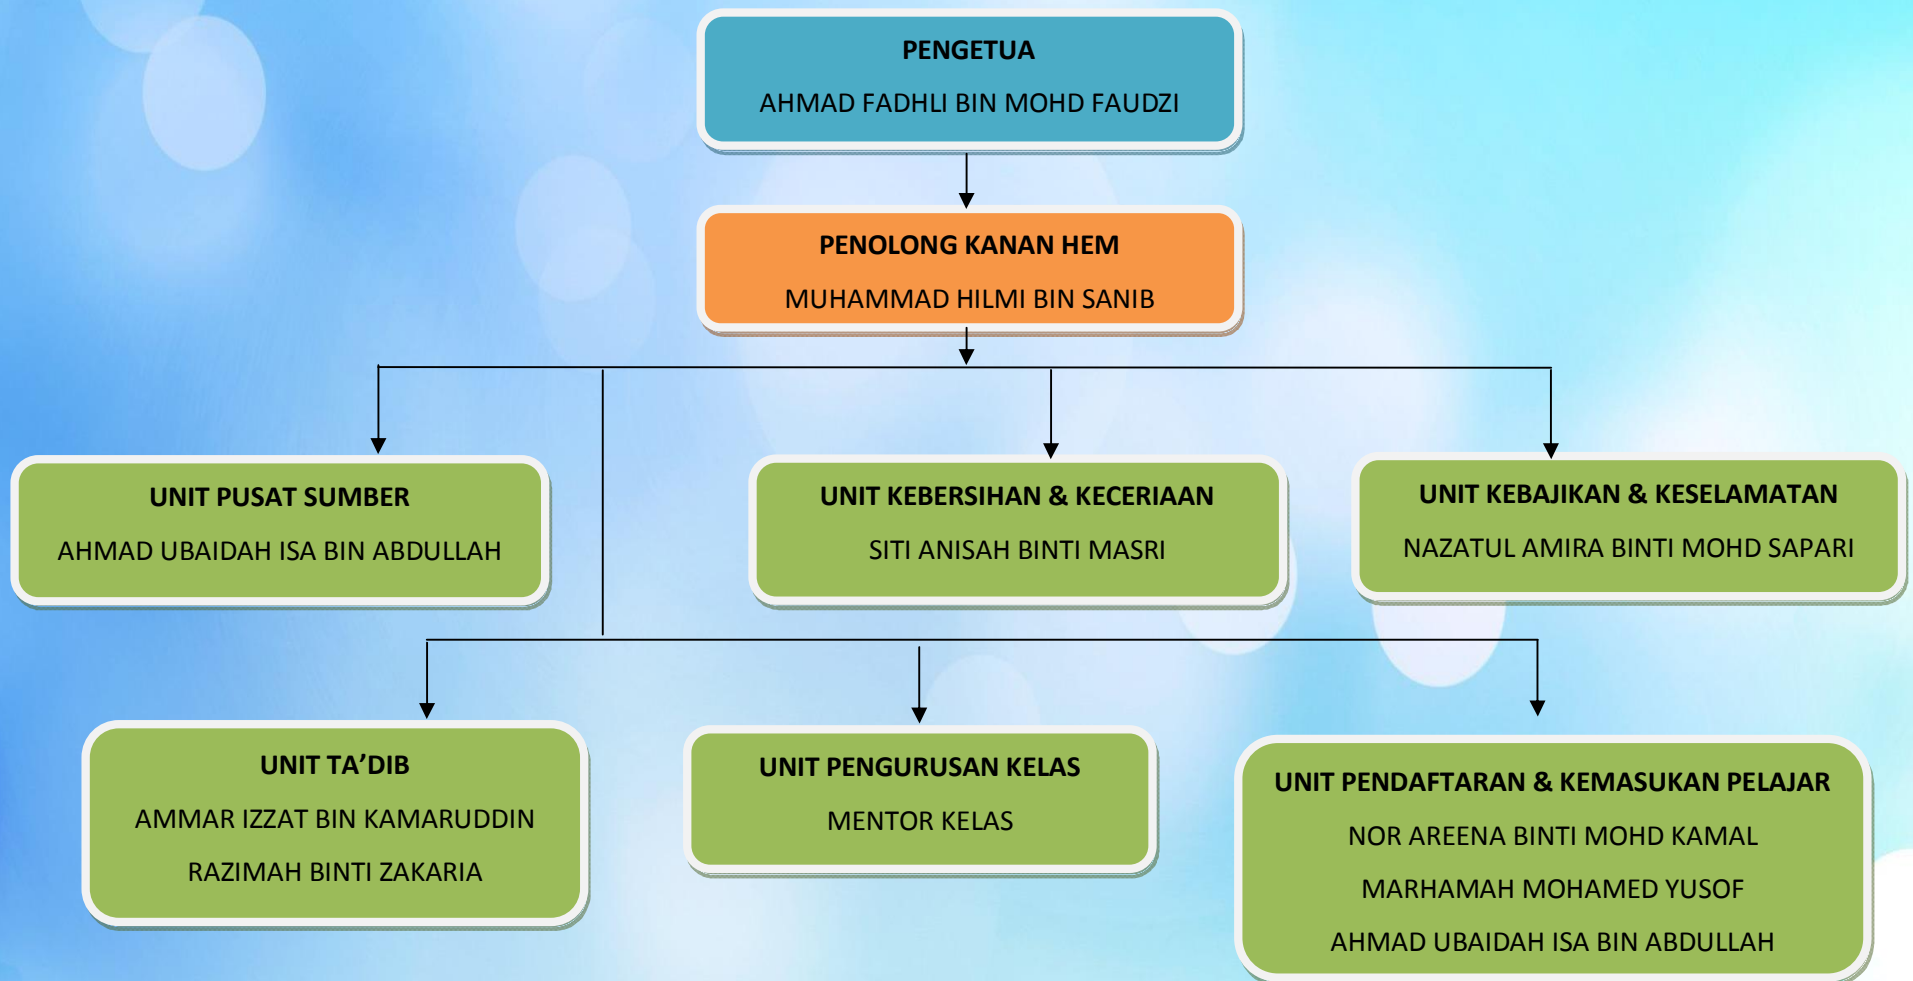 PENGETUA
AHMAD FADHLI BIN MOHD FAUDZI
PENOLONG KANAN HEM
MUHAMMAD HILMI BIN SANIB
UNIT PUSAT SUMBER
AHMAD UBAIDAH ISA BIN ABDULLAH
UNIT KEBERSIHAN & KECERIAAN
SITI ANISAH BINTI MASRI
UNIT KEBAJIKAN & KESELAMATAN
NAZATUL AMIRA BINTI MOHD SAPARI
UNIT TA’DIB
AMMAR IZZAT BIN KAMARUDDIN
RAZIMAH BINTI ZAKARIA
UNIT PENGURUSAN KELAS
MENTOR KELAS
UNIT PENDAFTARAN & KEMASUKAN PELAJAR
NOR AREENA BINTI MOHD KAMAL
MARHAMAH MOHAMED YUSOF
AHMAD UBAIDAH ISA BIN ABDULLAH